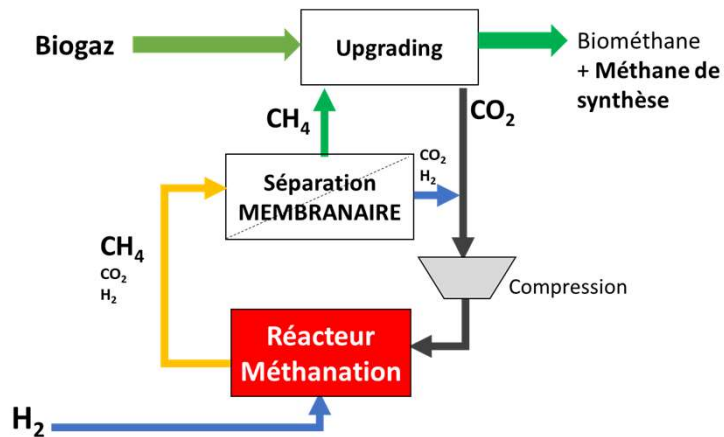 Biogaz
Upgrading
Biométhane
+ Méthane de
synthèse
CH₄
CO₂
CO₂
H₂
Séparation
MEMBRANAIRE
CH₄
CO₂
H₂
Compression
Réacteur
Méthanation
H₂